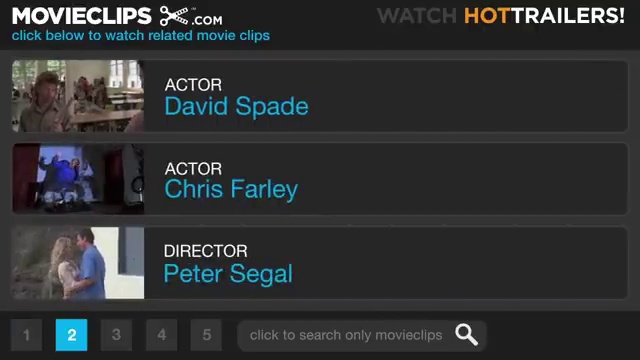 MOVIECLIPS .COM
WATCH HOTTRAILERS!
click below to watch related movie clips
ACTOR
David Spade
ACTOR
Chris Farley
DIRECTOR
Peter Segal
1 2 3 4 5 click to search only movieclips